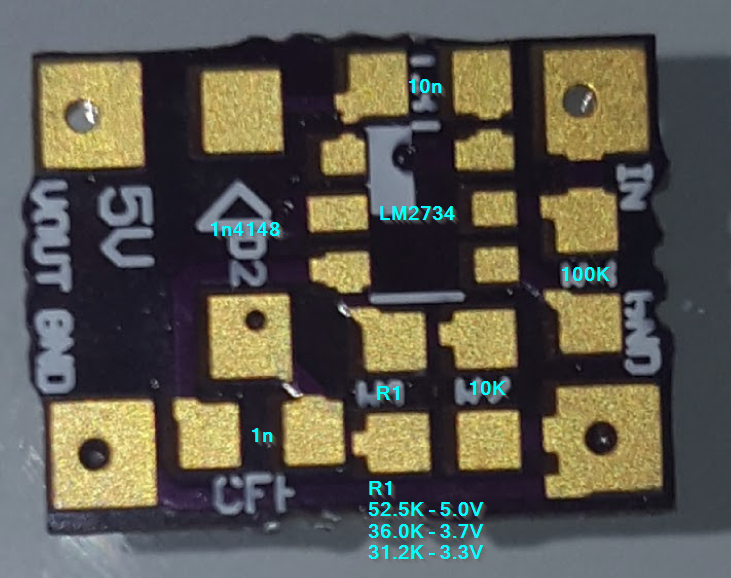 10n
IN
VOUT
5V
LM2734
1n4148
D2
100K
GND
GND
R1
10K
1n
R1
52.5K - 5.0V
36.0K - 3.7V
31.2K - 3.3V